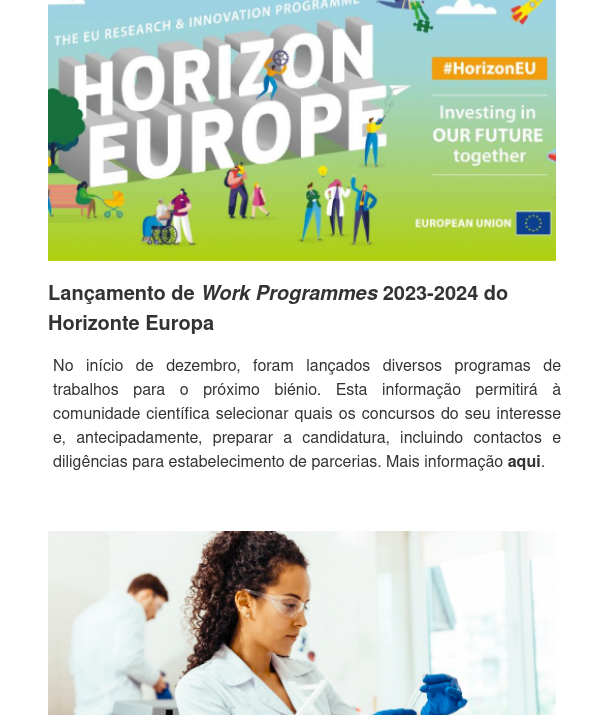 THE EU RESEARCH & INNOVATION PROGRAMME
HORIZON
EUROPE
#HorizonEU
Investing in
OUR FUTURE
together
EUROPEAN UNION
Lançamento de Work Programmes 2023-2024 do
Horizonte Europa
No início de dezembro, foram lançados diversos programas de
trabalhos para o próximo biénio. Esta informação permitirá à
comunidade científica selecionar quais os concursos do seu interesse
e, antecipadamente, preparar a candidatura, incluindo contactos e
diligências para estabelecimento de parcerias. Mais informação aqui.